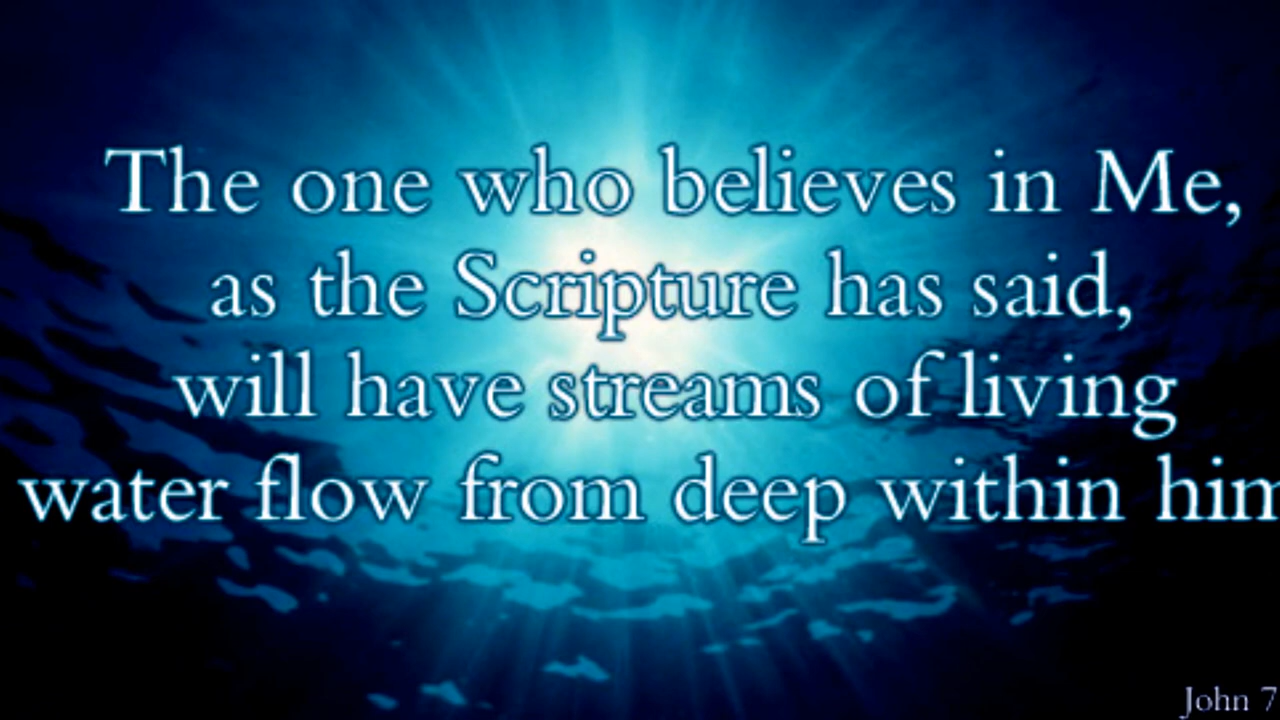 The one who believes in Me,
as the Scripture has said,
will have streams of living
water flow from deep within him
John 7